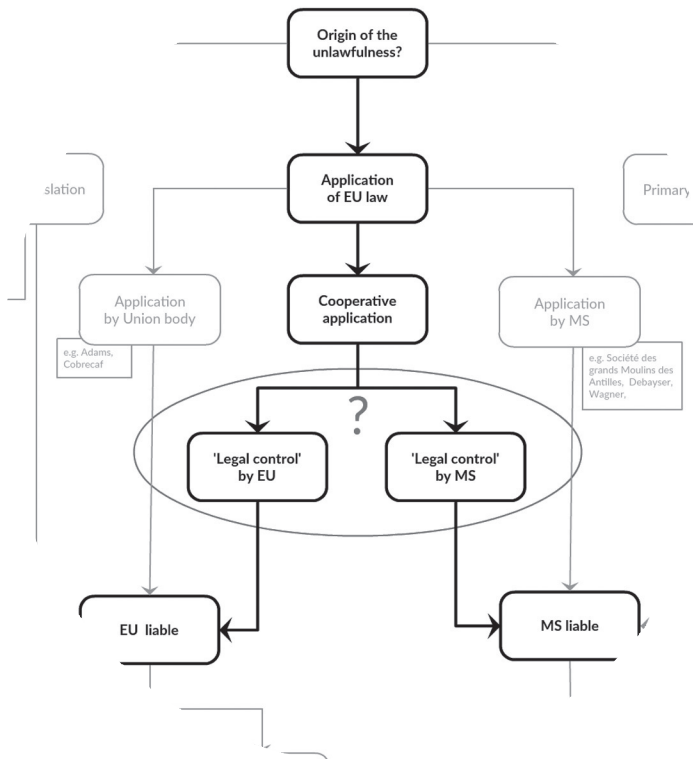 Origin of the
unlawfulness?
slation
Application
of EU law
Primary
Application
by Union body
Cooperative
application
Application
by MS
e.g. Adams,
Cobrecaf
e.g. Société des
grands Moulins des
Antilles, Debayser,
Wagner,
?
'Legal control'
by EU
'Legal control'
by MS
EU liable
MS liable